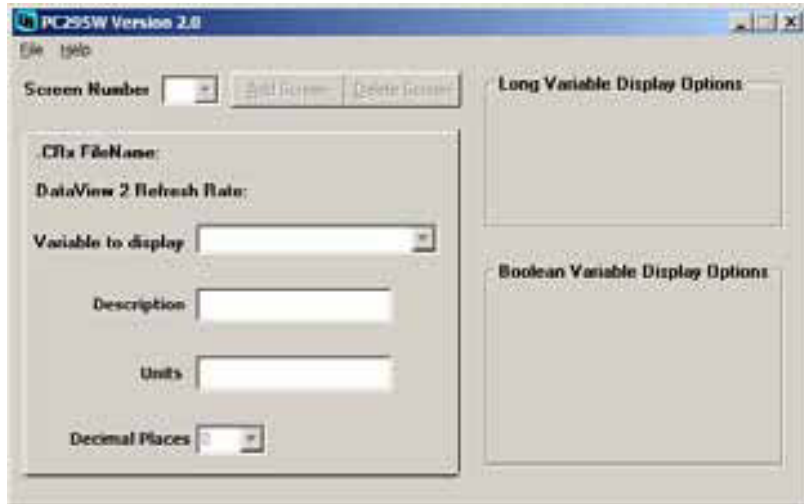 PC295W Version 2.0
File Help
Screen Number
Add Screen
Delete Screen
.CRx FileName:
DataView 2 Refresh Rate:
Variable to display
Description
Units
Decimal Places
Long Variable Display Options
Boolean Variable Display Options